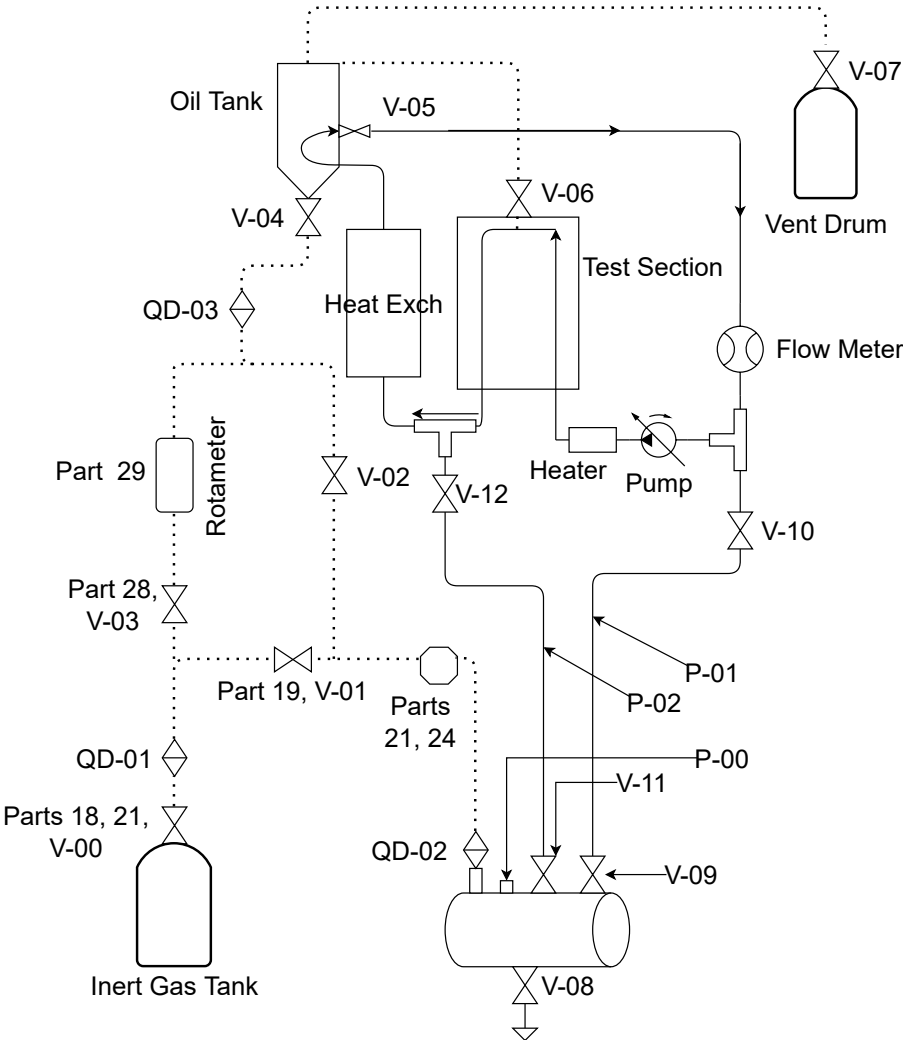 V-07
Oil Tank
V-05
V-06
V-04
Vent Drum
Test Section
Heat Exch
QD-03
Flow Meter
Rotameter
Part 29
V-02
Heater
Pump
V-12
V-10
Part 28,
V-03
Part 19, V-01
P-01
P-02
Parts
21, 24
QD-01
P-00
V-11
Parts 18, 21,
V-00
QD-02
V-09
Inert Gas Tank
V-08